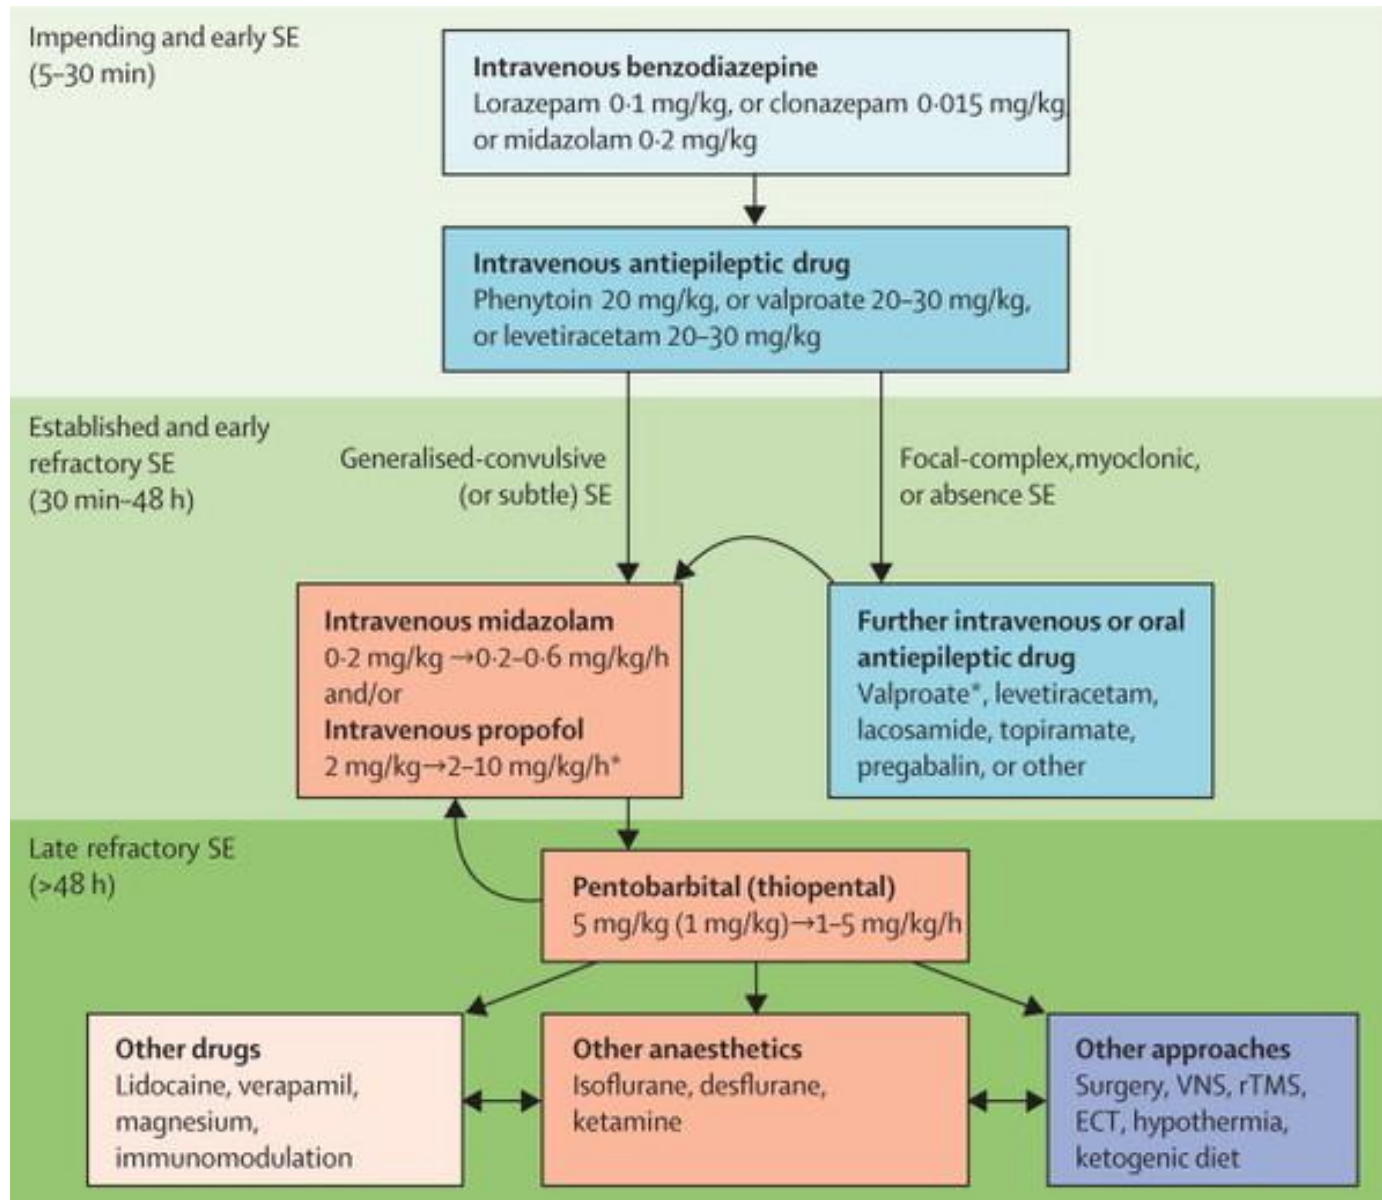 Impending and early SE
(5–30 min)
Intravenous benzodiazepine
Lorazepam 0·1 mg/kg, or clonazepam 0·015 mg/kg,
or midazolam 0·2 mg/kg
Intravenous antiepileptic drug
Phenytoin 20 mg/kg, or valproate 20–30 mg/kg,
or levetiracetam 20–30 mg/kg
Established and early
refractory SE
(30 min–48 h)
Generalised-convulsive
(or subtle) SE
Focal-complex,myoclonic,
or absence SE
Intravenous midazolam
0·2 mg/kg →0·2–0·6 mg/kg/h
and/or
Intravenous propofol
2 mg/kg→2–10 mg/kg/h*
Further intravenous or oral
antiepileptic drug
Valproate*, levetiracetam,
lacosamide, topiramate,
pregabalin, or other
Late refractory SE
(>48 h)
Pentobarbital (thiopental)
5 mg/kg (1 mg/kg)→1–5 mg/kg/h
Other drugs
Lidocaine, verapamil,
magnesium,
immunomodulation
Other anaesthetics
Isoflurane, desflurane,
ketamine
Other approaches
Surgery, VNS, rTMS,
ECT, hypothermia,
ketogenic diet